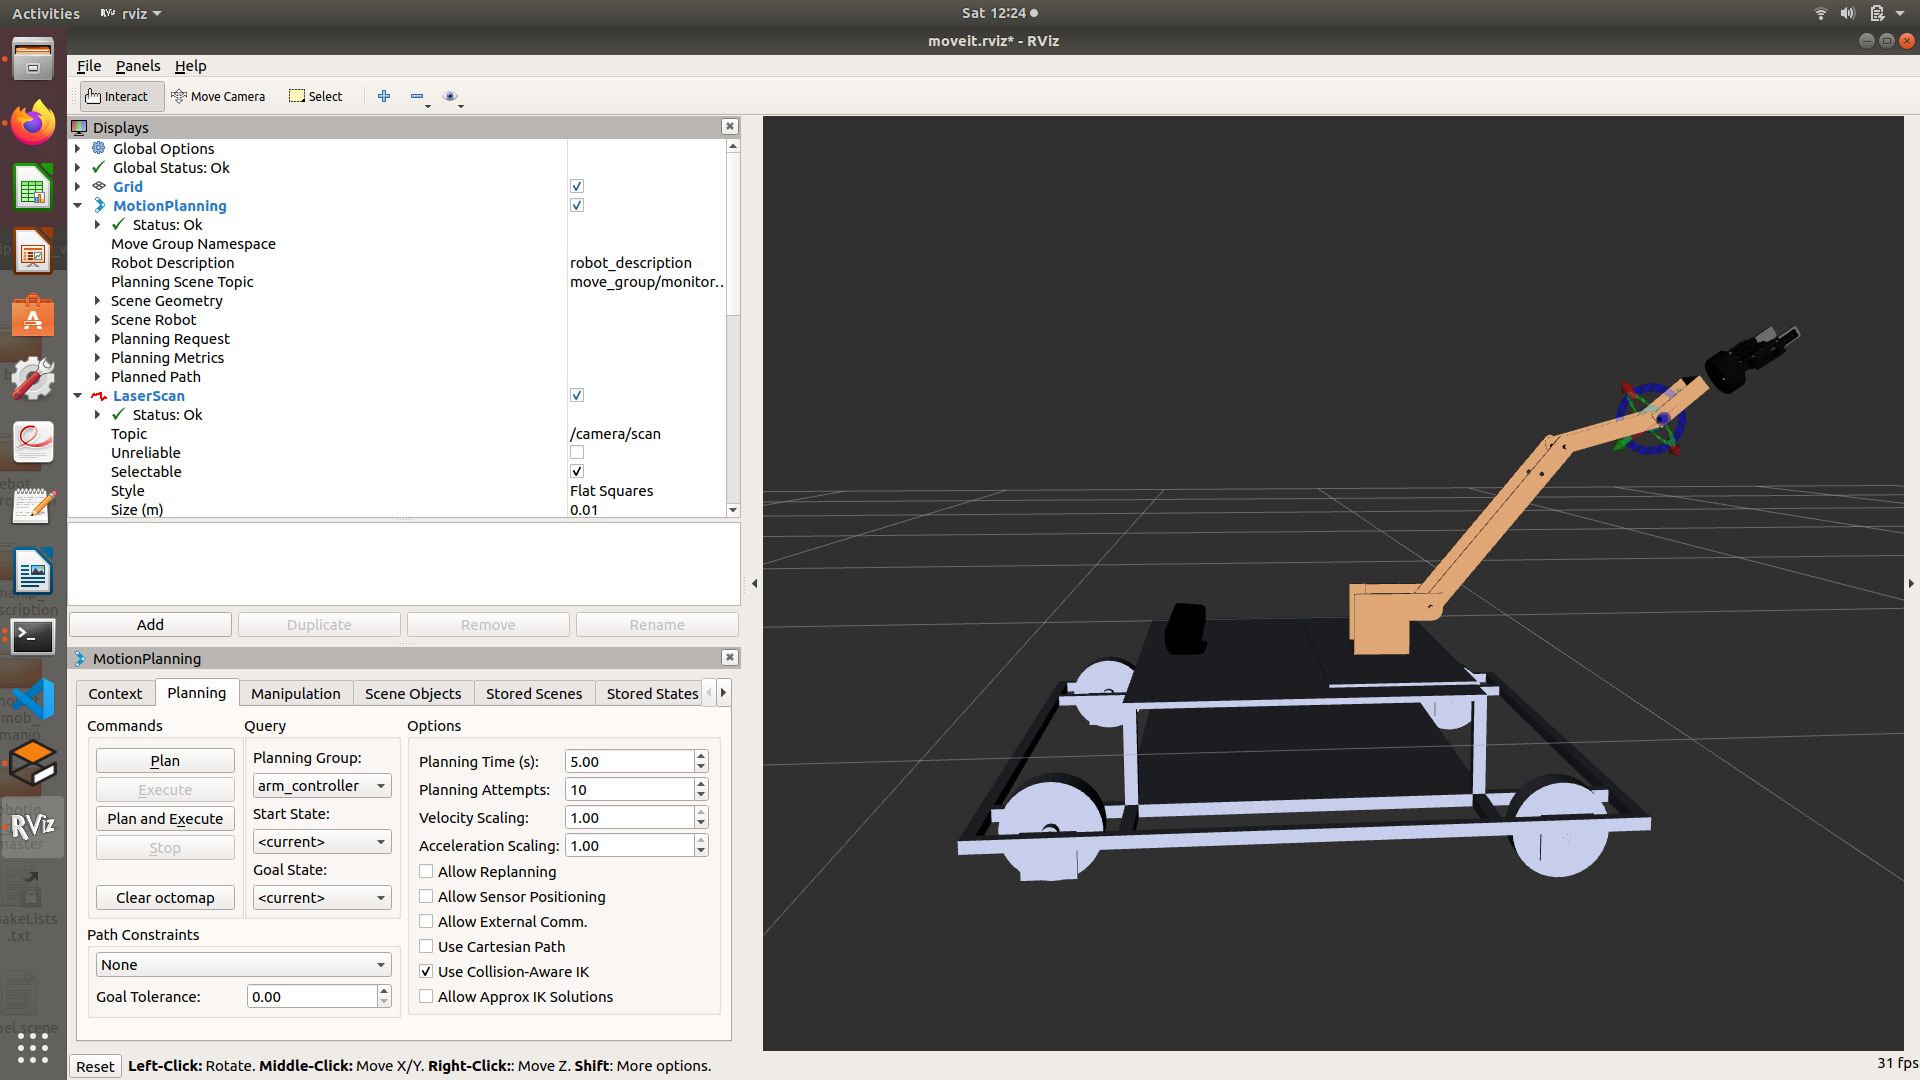 Activities
rviz
Sat 12:24
moveit.rviz* - RViz
File Panels Help
Interact
Move Camera
Select
Displays
Global Options
Global Status: Ok
Grid
MotionPlanning
Status: Ok
Move Group Namespace
Robot Description robot_description
Planning Scene Topic move_group/monitor..
Scene Geometry
Scene Robot
Planning Request
Planning Metrics
Planned Path
LaserScan
Status: Ok
Topic /camera/scan
Unreliable
Selectable
Style Flat Squares
Size (m) 0.01
Add Duplicate Remove Rename
MotionPlanning
Context Planning Manipulation Scene Objects Stored Scenes Stored States
Commands Query Options
Plan
Execute
Plan and Execute
Stop
Clear octomap
Planning Group:
arm_controller
Start State:
<current>
Goal State:
<current>
Planning Time (s): 5.00
Planning Attempts: 10
Velocity Scaling: 1.00
Acceleration Scaling: 1.00
Allow Replanning
Allow Sensor Positioning
Allow External Comm.
Use Cartesian Path
Use Collision-Aware IK
Allow Approx IK Solutions
Path Constraints
None
Goal Tolerance: 0.00
RViz
.txt
Reset Left-Click: Rotate. Middle-Click: Move X/Y. Right-Click:: Move Z. Shift: More options.
31 fps